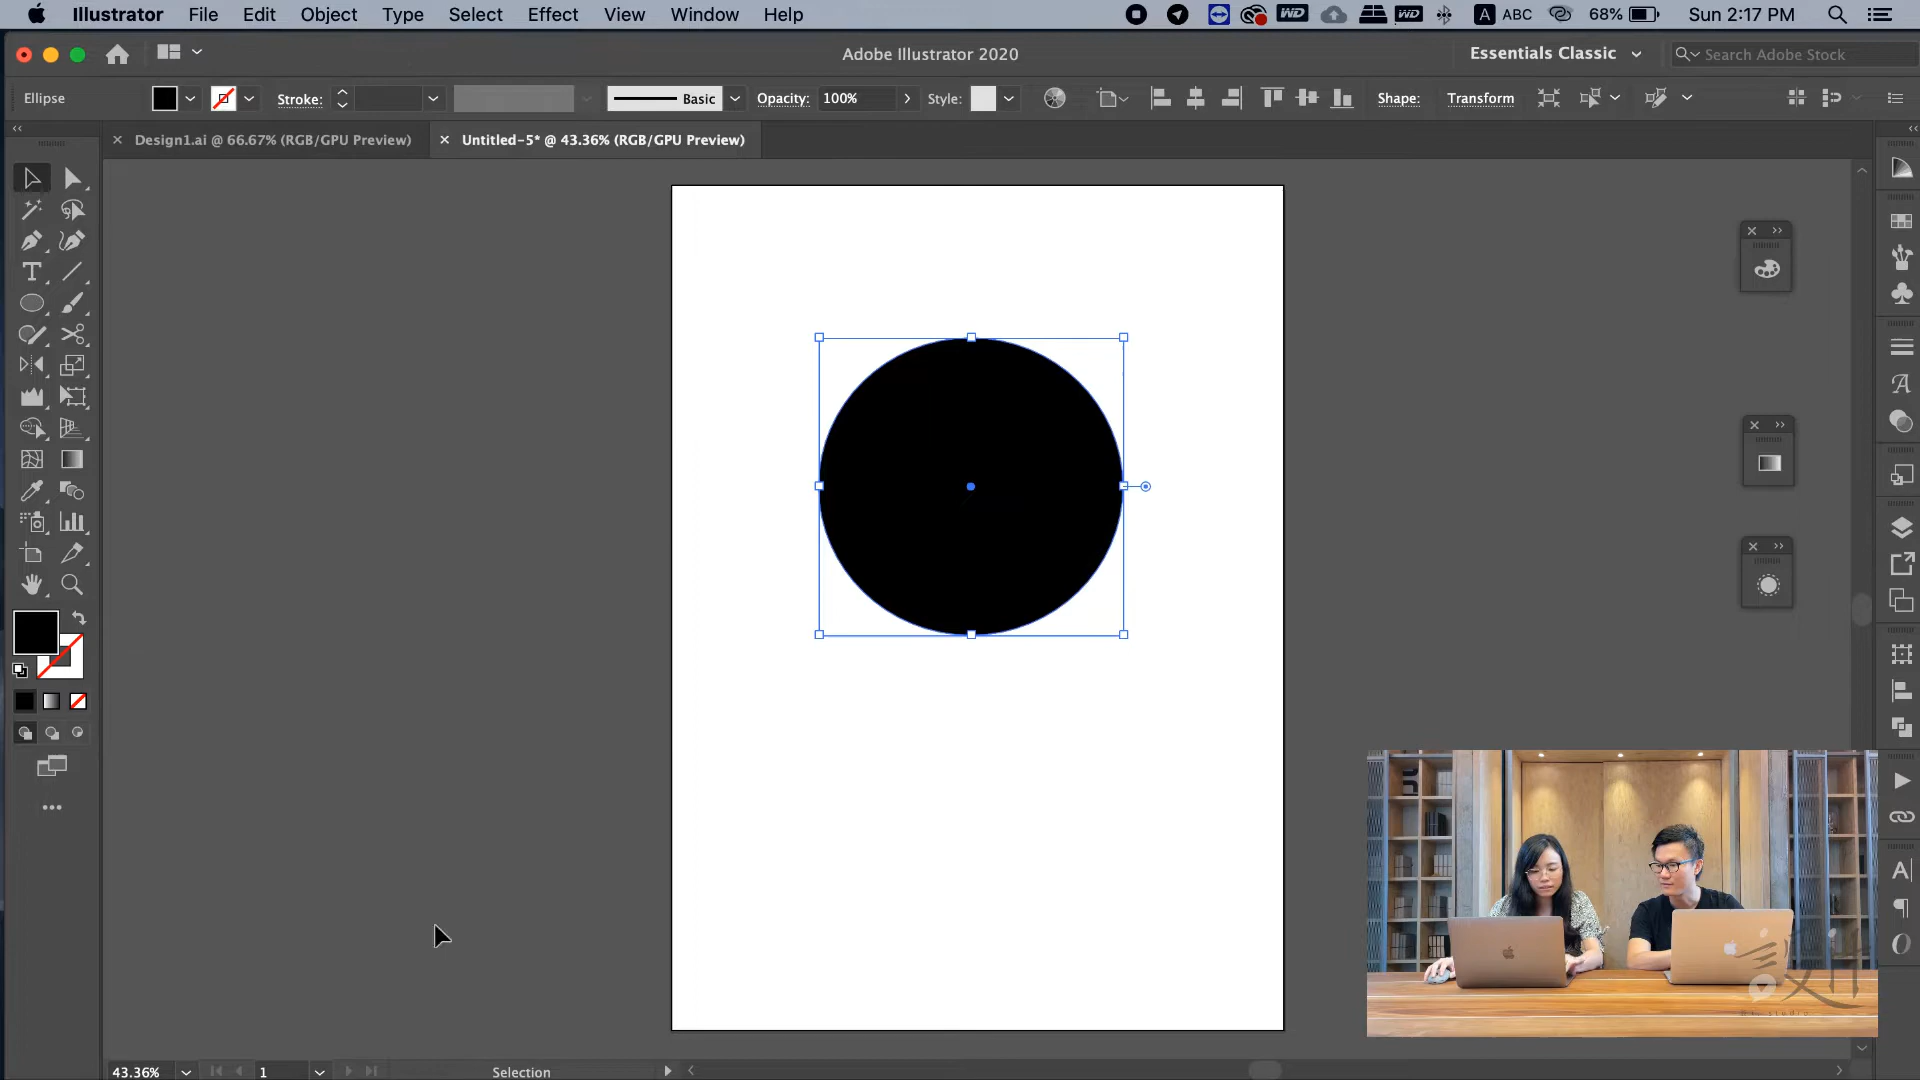 Illustrator File Edit Object Type Select Effect View Window Help
A ABC 68% Sun 2:17 PM
Adobe Illustrator 2020
Essentials Classic
Search Adobe Stock
Ellipse Stroke: Basic Opacity: 100% Style: Shape: Transform
Design1.ai @ 66.67% (RGB/GPU Preview)
Untitled-5* @ 43.36% (RGB/GPU Preview)
43.36% 1 Selection